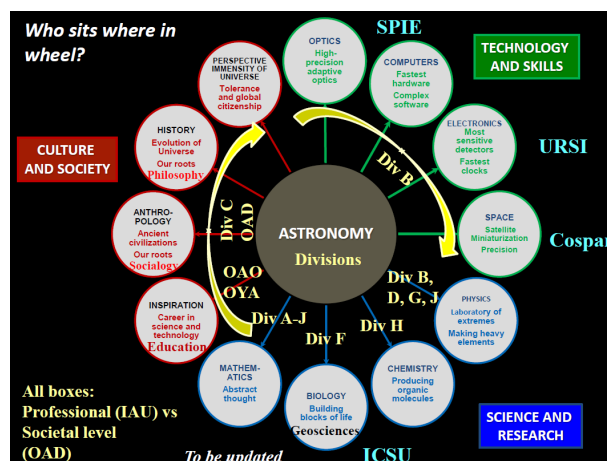 Who sits where in
wheel?
SPIE
TECHNOLOGY
AND SKILLS
OPTICS
High-
precision
adaptive
optics
COMPUTERS
Fastest
hardware
Complex
software
ELECTRONICS
Most
sensitive
detectors
Fastest
clocks
URSI
SPACE
Satellite
Miniaturization
Precision
Cospar
PHYSICS
Laboratory of
extremes
Making heavy
elements
CHEMISTRY
Producing
organic
molecules
BIOLOGY
Building
blocks of life
Geosciences
MATHEM-
ATICS
Abstract
thought
INSPIRATION
Career in
science and
technology
Education
ANTHRO-
POLOGY
Ancient
civilizations
Our roots
Socialogy
HISTORY
Evolution of
Universe
Our roots
Philosophy
PERSPECTIVE
IMMENSITY OF
UNIVERSE
Tolerance
and global
citizenship
CULTURE
AND SOCIETY
ASTRONOMY
Divisions
Div B
Div C
OAD
OAO
OYA
Div A-J
Div F
Div H
Div B,
D, G, J
All boxes:
Professional (IAU) vs
Societal level
(OAD)
To be updated
ICSU
SCIENCE AND
RESEARCH